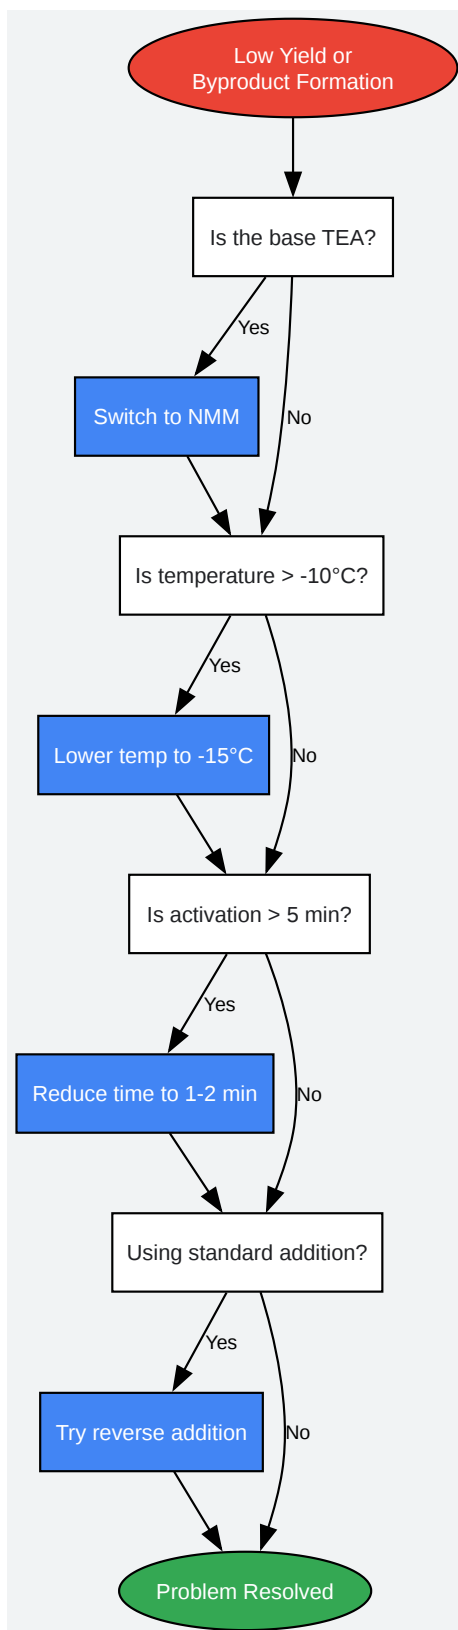 Low Yield or
Byproduct Formation
Is the base TEA?
Yes
Switch to NMM
No
Is temperature > -10°C?
Yes
Lower temp to -15°C
No
Is activation > 5 min?
Yes
Reduce time to 1-2 min
No
Using standard addition?
Yes
Try reverse addition
No
Problem Resolved